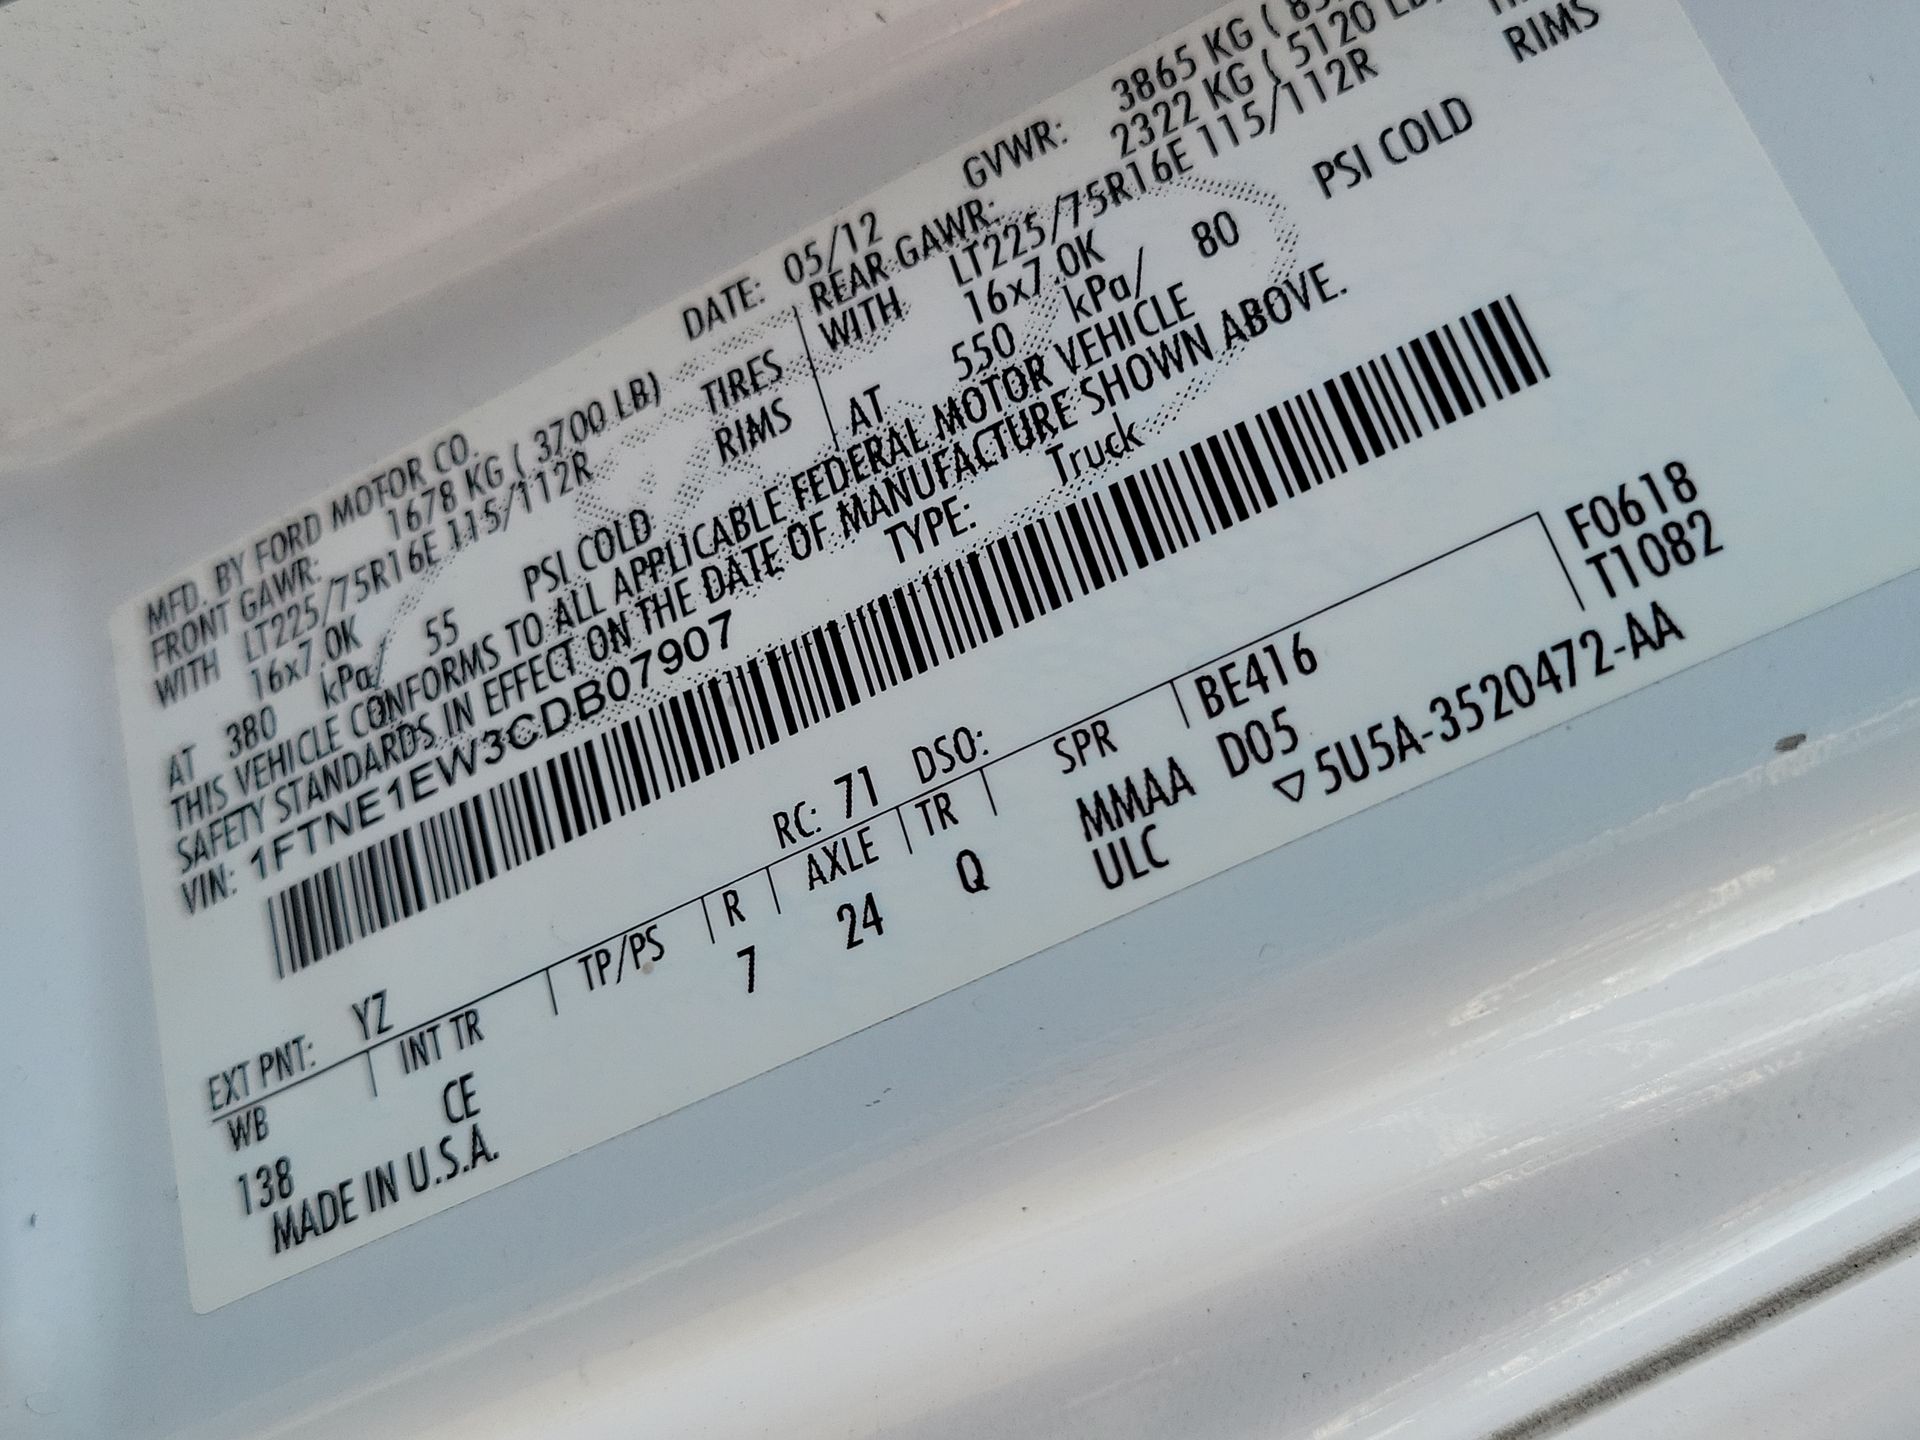 MFD. BY FORD MOTOR CO. DATE: 05/12 GVWR: 3865 KG (
FRONT GAWR: 1678 KG ( 3700 LB) REAR GAWR: 2322 KG ( 5120
WITH LT225/75R16E 115/112R TIRES WITH LT225/75R16E 115/112R
16x7.0K RIMS 16x7.0K RIMS
AT 380 kPa/ 55 PSI COLD AT 550 kPa/ 80 PSI COLD
THIS VEHICLE CONFORMS TO ALL APPLICABLE FEDERAL MOTOR VEHICLE
SAFETY STANDARDS IN EFFECT ON THE DATE OF MANUFACTURE SHOWN ABOVE.
VIN: 1FTNE1EW3CDB07907 TYPE: Truck
F0618
T1082
EXT PNT: YZ RC: 71 DSO:
WB INT TR TP/PS R AXLE TR SPR BE416
138 CE 7 24 Q MMAA D05
MADE IN U.S.A. ULC ▽5U5A-3520472-AA